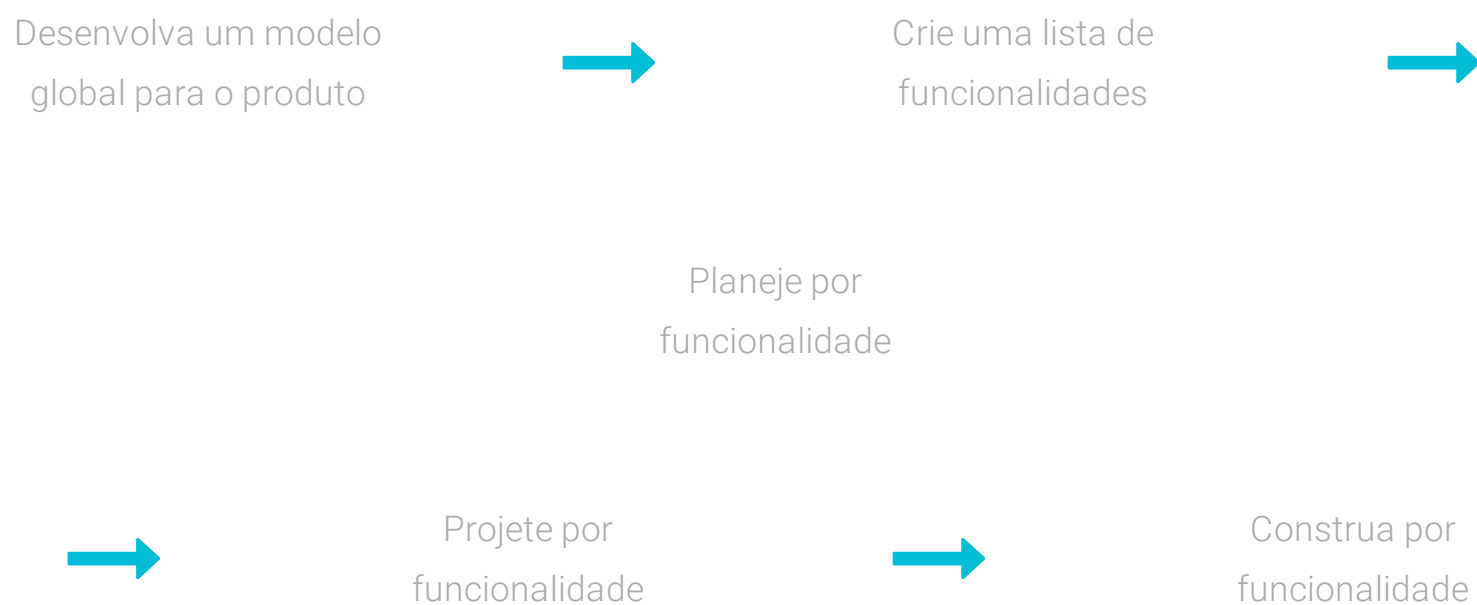 Desenvolva um modelo
global para o produto
Crie uma lista de
funcionalidades
Planeje por
funcionalidade
Projete por
funcionalidade
Construa por
funcionalidade